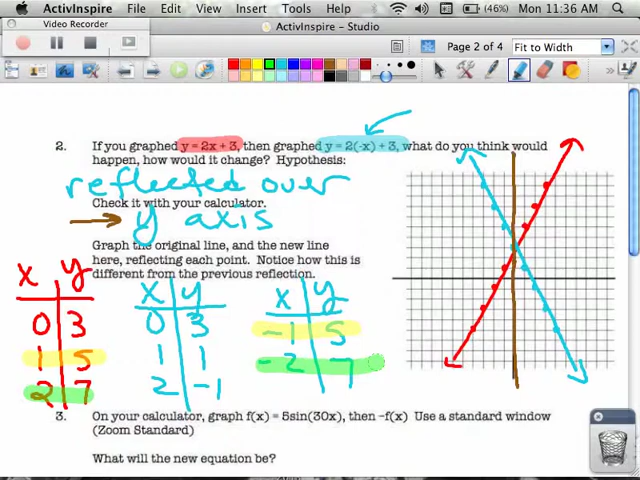 ActivInspire File Edit View Insert Tools Help (46%) Mon 11:36 AM
Video Recorder
ActivInspire - Studio
Page 2 of 4 Fit to Width
2. If you graphed y = 2x + 3, then graphed y = 2(-x) + 3, what do you think would
happen, how would it change? Hypothesis:
reflected over
Check it with your calculator.
y axis
Graph the original line, and the new line
here, reflecting each point. Notice how this is
different from the previous reflection.
x y
0 3
1 5
2 7
x y
0 3
1 1
2 -1
x y
-1 5
-2 7
3. On your calculator, graph f(x) = 5sin(30x), then -f(x) Use a standard window
(Zoom Standard)
What will the new equation be?